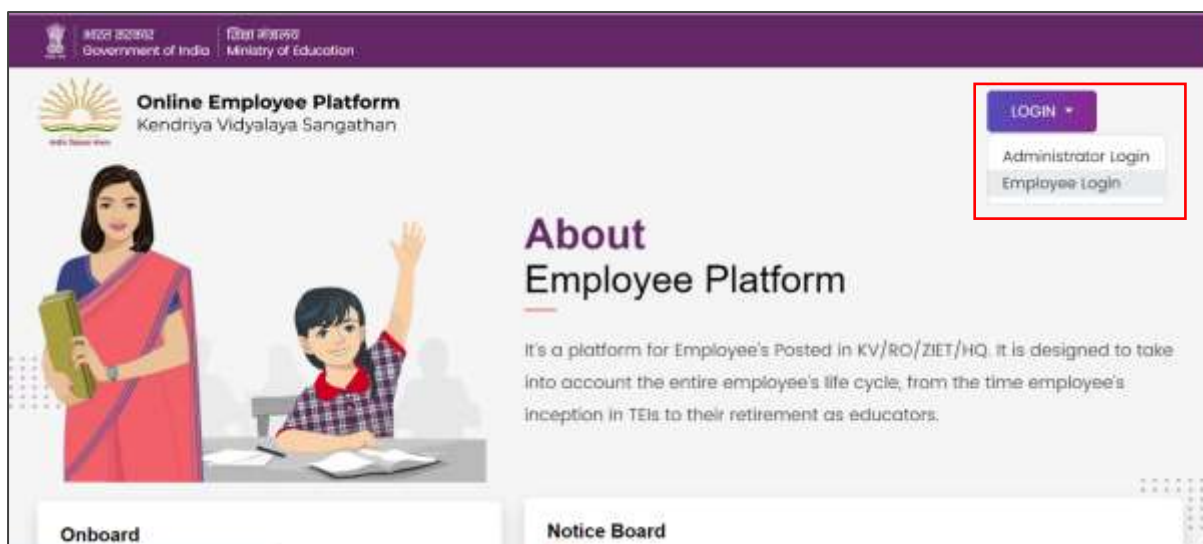 भारत सरकार
Government of India
शिक्षा मंत्रालय
Ministry of Education
Online Employee Platform
Kendriya Vidyalaya Sangathan
LOGIN
Administrator Login
Employee Login
About
Employee Platform
It's a platform for Employee's Posted in KV/RO/ZIET/HQ. It is designed to take
into account the entire employee's life cycle, from the time employee's
inception in TEIs to their retirement as educators.
Onboard
Notice Board